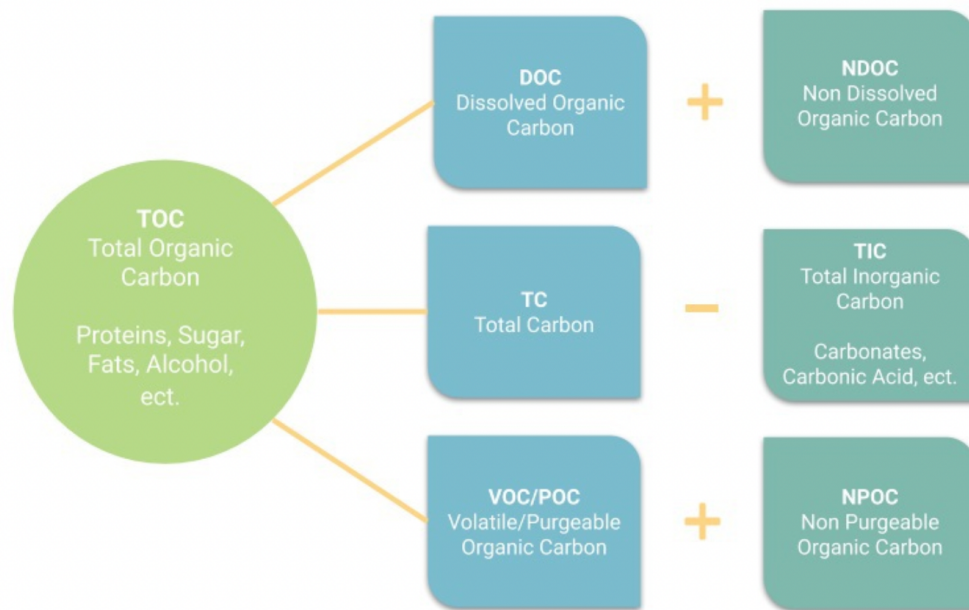 TOC
Total Organic
Carbon
Proteins, Sugar,
Fats, Alcohol,
ect.
DOC
Dissolved Organic
Carbon
+
NDOC
Non Dissolved
Organic Carbon
TC
Total Carbon
–
TIC
Total Inorganic
Carbon
Carbonates,
Carbonic Acid, ect.
VOC/POC
Volatile/Purgeable
Organic Carbon
+
NPOC
Non Purgeable
Organic Carbon